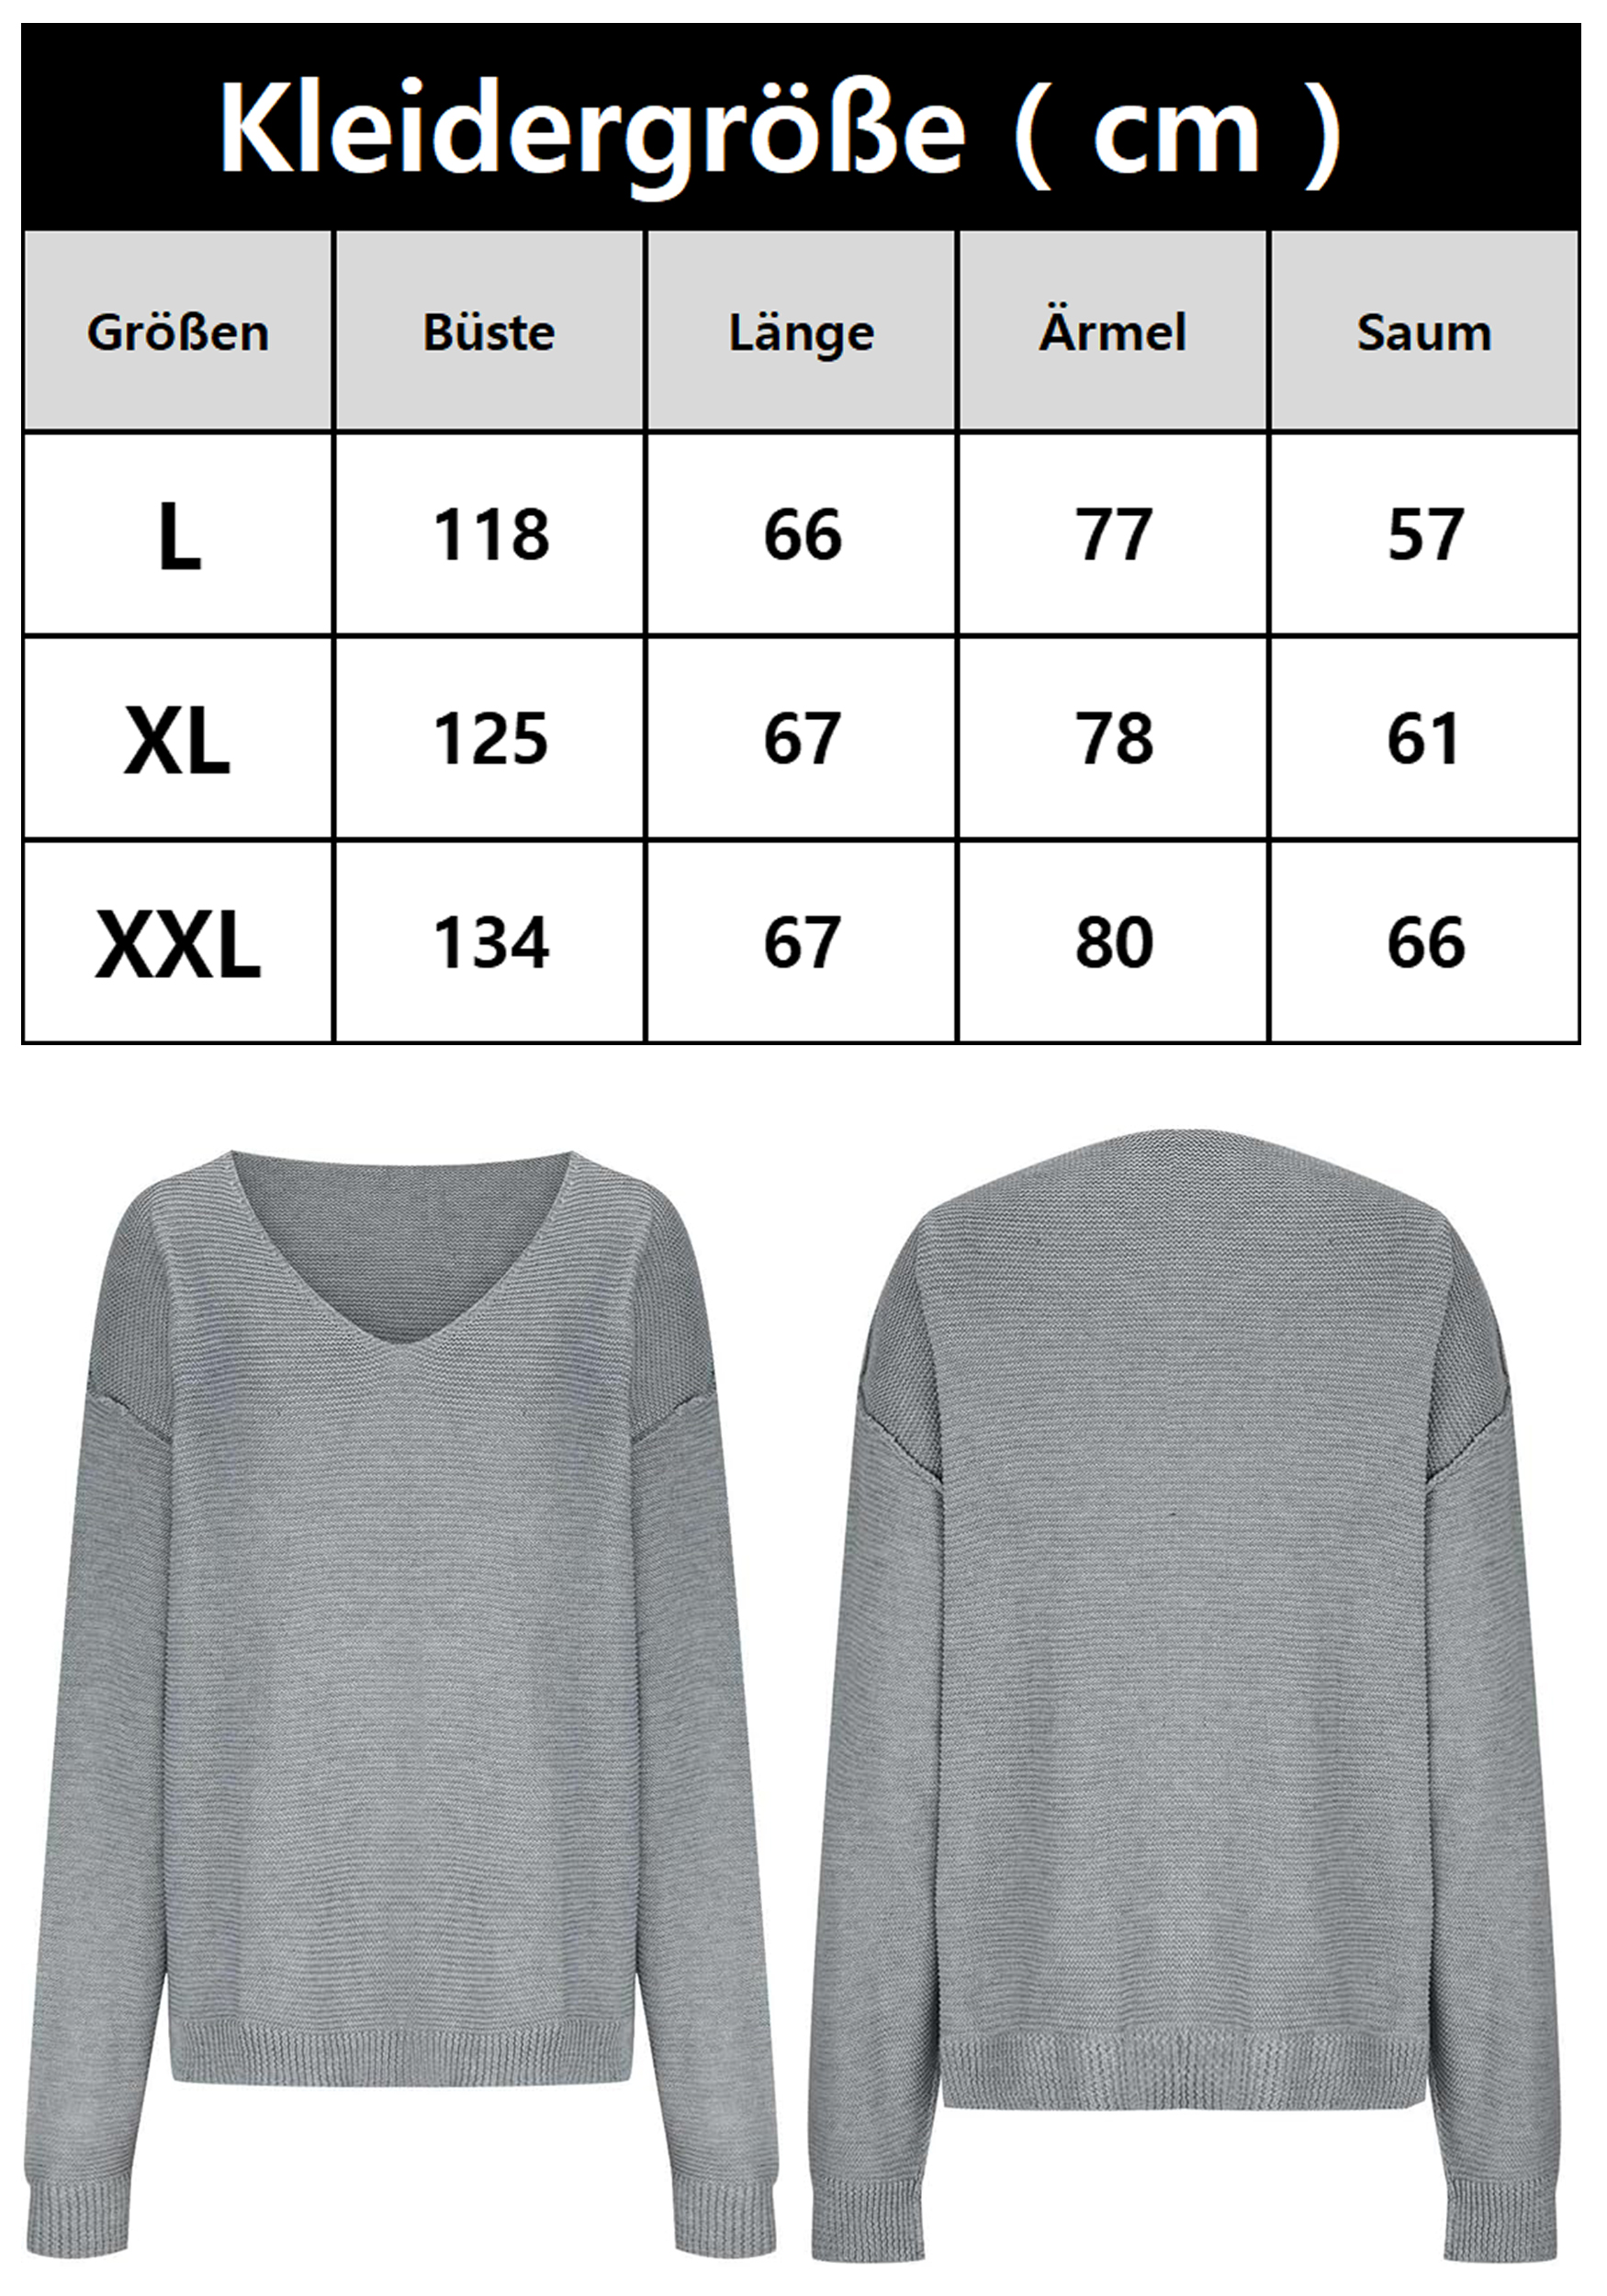 Kleidergröße ( cm )
Größen Büste Länge Ärmel Saum
L 118 66 77 57
XL 125 67 78 61
XXL 134 67 80 66